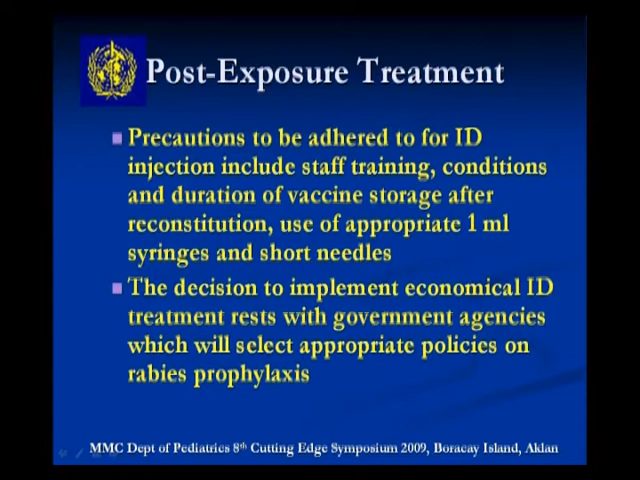 Post-Exposure Treatment
Precautions to be adhered to for ID
injection include staff training, conditions
and duration of vaccine storage after
reconstitution, use of appropriate 1 ml
syringes and short needles
The decision to implement economical ID
treatment rests with government agencies
which will select appropriate policies on
rabies prophylaxis
MMC Dept of Pediatrics 8th Cutting Edge Symposium 2009, Boracay Island, Aklan